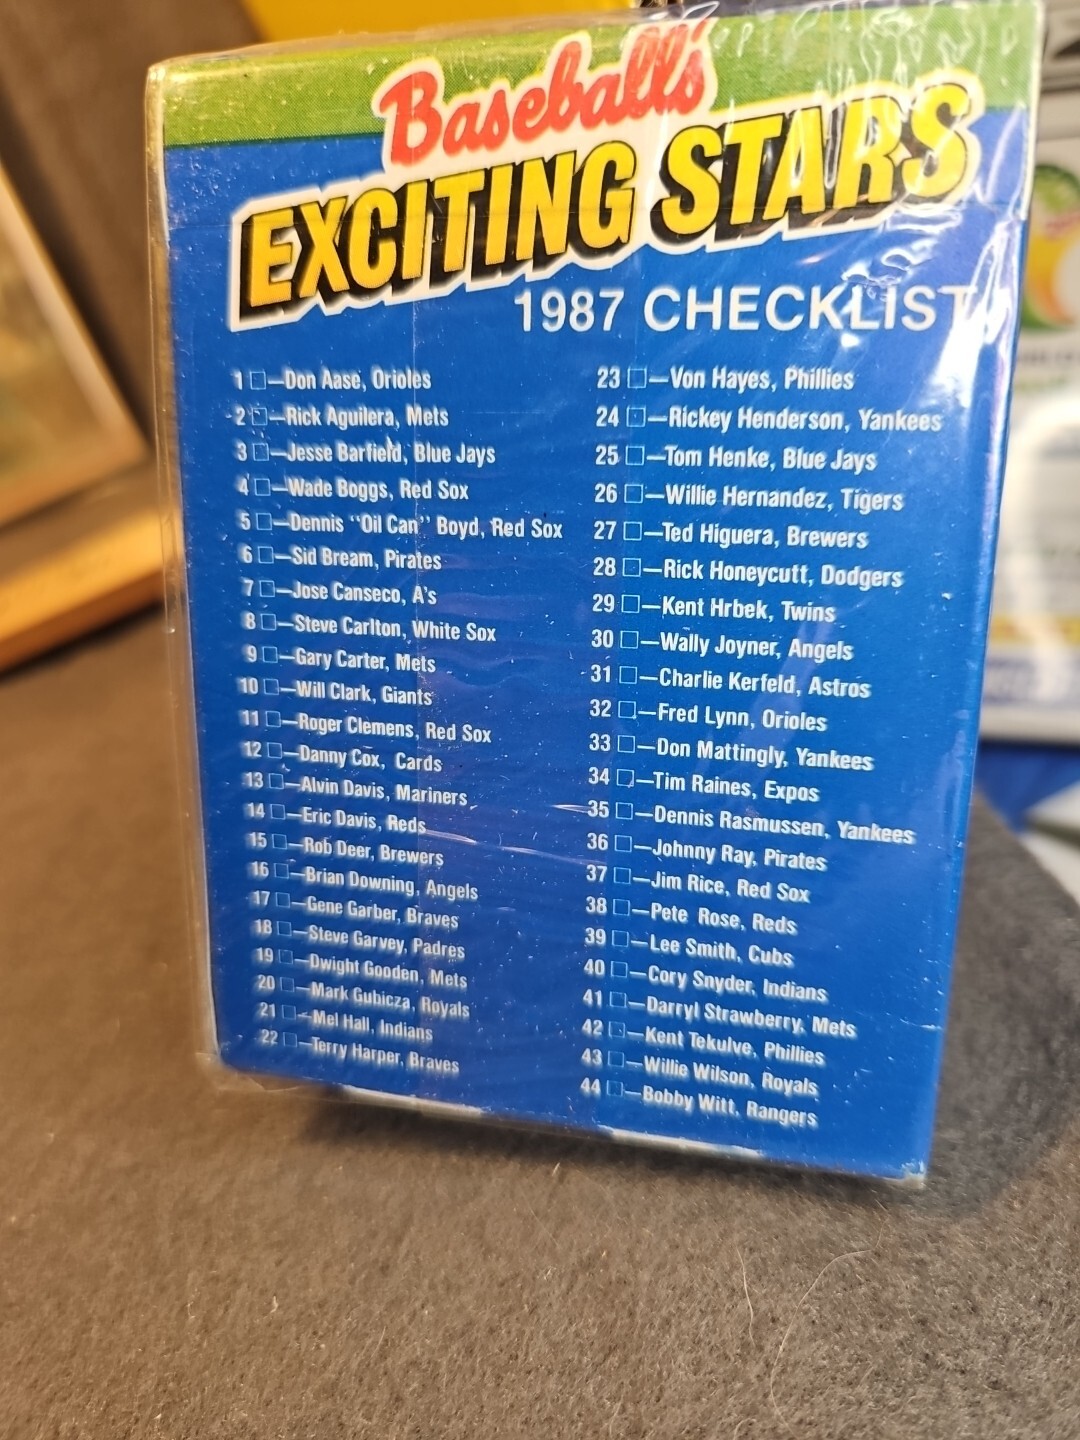 Baseball's
EXCITING STARS
1987 CHECKLIST
1 □—Don Aase, Orioles
2 □—Rick Aguilera, Mets
3 □—Jesse Barfield, Blue Jays
4 □—Wade Boggs, Red Sox
5 □—Dennis "Oil Can" Boyd, Red Sox
6 □—Sid Bream, Pirates
7 □—Jose Canseco, A's
8 □—Steve Carlton, White Sox
9 □—Gary Carter, Mets
10 □—Will Clark, Giants
11 □—Roger Clemens, Red Sox
12 □—Danny Cox, Cards
13 □—Alvin Davis, Mariners
14 □—Eric Davis, Reds
15 □—Rob Deer, Brewers
16 □—Brian Downing, Angels
17 □—Gene Garber, Braves
18 □—Steve Garvey, Padres
19 □—Dwight Gooden, Mets
20 □—Mark Gubicza, Royals
21 □—Mel Hall, Indians
22 □—Terry Harper, Braves
23 □—Von Hayes, Phillies
24 □—Rickey Henderson, Yankees
25 □—Tom Henke, Blue Jays
26 □—Willie Hernandez, Tigers
27 □—Ted Higuera, Brewers
28 □—Rick Honeycutt, Dodgers
29 □—Kent Hrbek, Twins
30 □—Wally Joyner, Angels
31 □—Charlie Kerfeld, Astros
32 □—Fred Lynn, Orioles
33 □—Don Mattingly, Yankees
34 □—Tim Raines, Expos
35 □—Dennis Rasmussen, Yankees
36 □—Johnny Ray, Pirates
37 □—Jim Rice, Red Sox
38 □—Pete Rose, Reds
39 □—Lee Smith, Cubs
40 □—Cory Snyder, Indians
41 □—Darryl Strawberry, Mets
42 □—Kent Tekulve, Phillies
43 □—Willie Wilson, Royals
44 □—Bobby Witt, Rangers